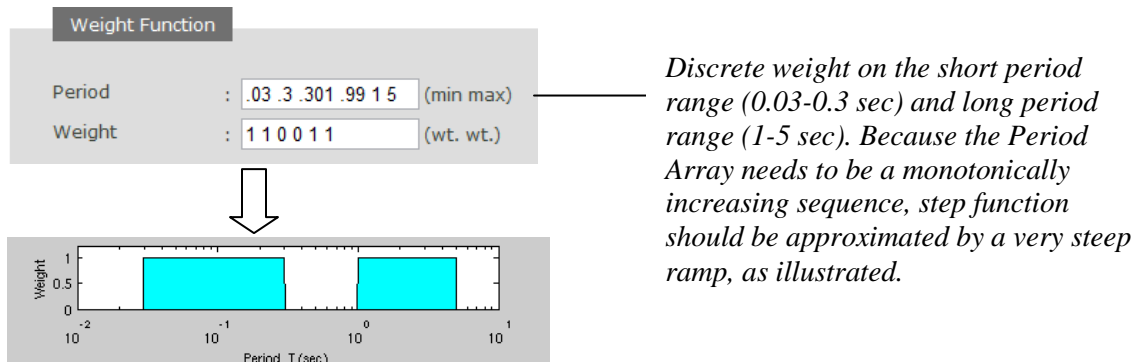 Weight Function
Period : .03 .3 .301 .99 1 5 (min max)
Weight : 1 1 0 0 1 1 (wt. wt.)
Discrete weight on the short period
range (0.03-0.3 sec) and long period
range (1-5 sec). Because the Period
Array needs to be a monotonically
increasing sequence, step function
should be approximated by a very steep
ramp, as illustrated.
Weight
1
0.5
0
10^-2 10^-1 10^0 10^1
Period, T (sec)